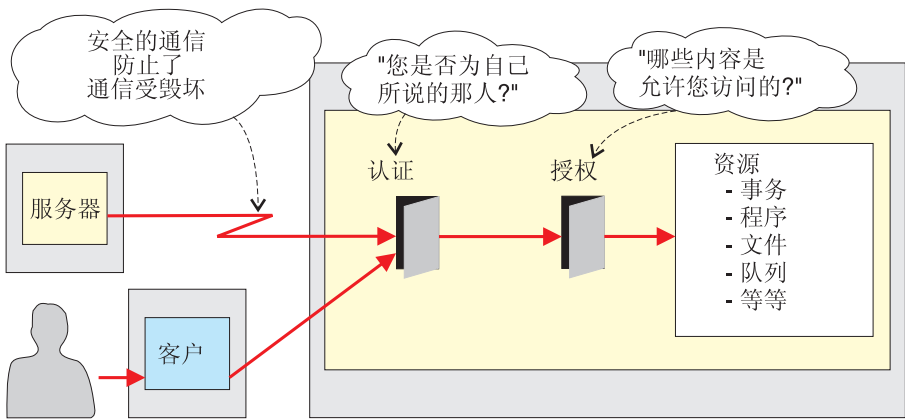 安全的通信
防止了
通信受毁坏
"您是否为自己
所说的那人?"
"哪些内容是
允许您访问的?"
认证
授权
资源
- 事务
- 程序
- 文件
- 队列
- 等等
服务器
客户